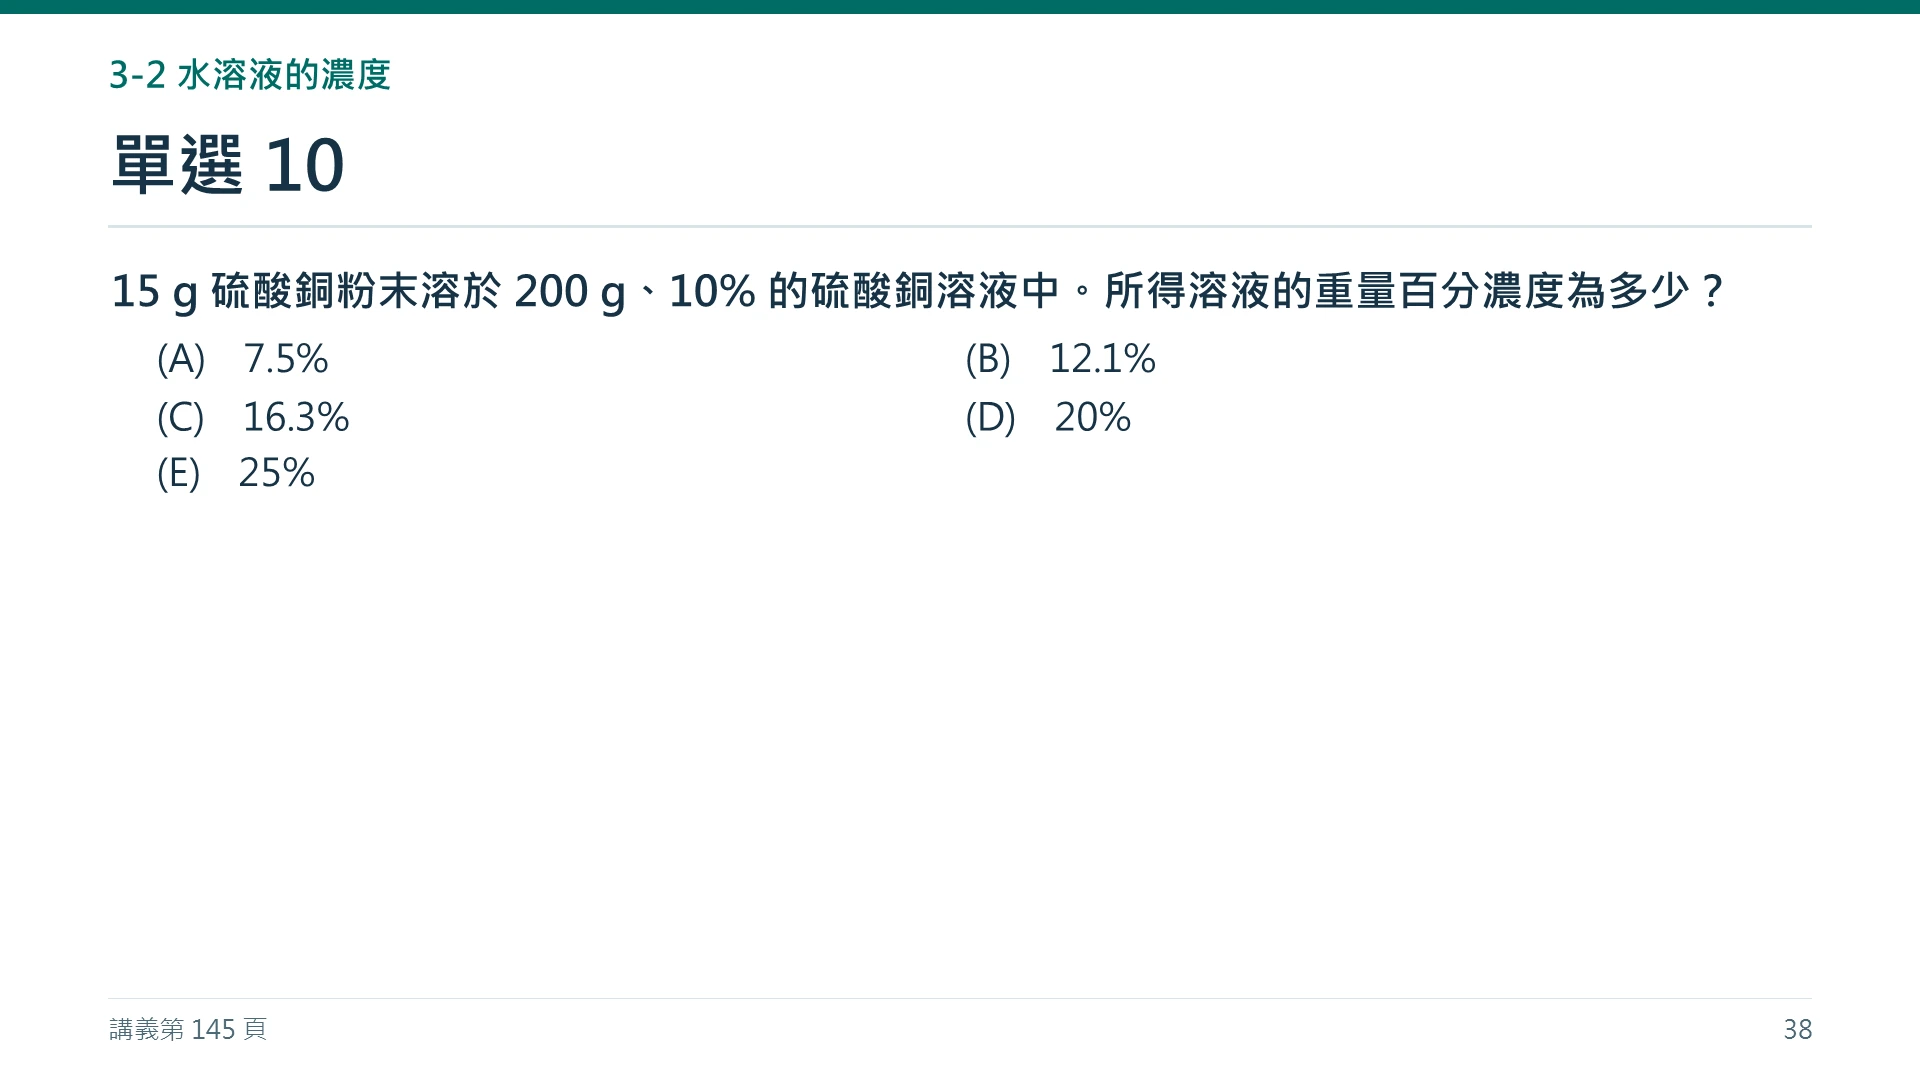 3-2 水溶液的濃度
單選 10
15 g 硫酸銅粉末溶於 200 g、10% 的硫酸銅溶液中。所得溶液的重量百分濃度為多少？
(A) 7.5% (B) 12.1%
(C) 16.3% (D) 20%
(E) 25%
講義第 145 頁 38